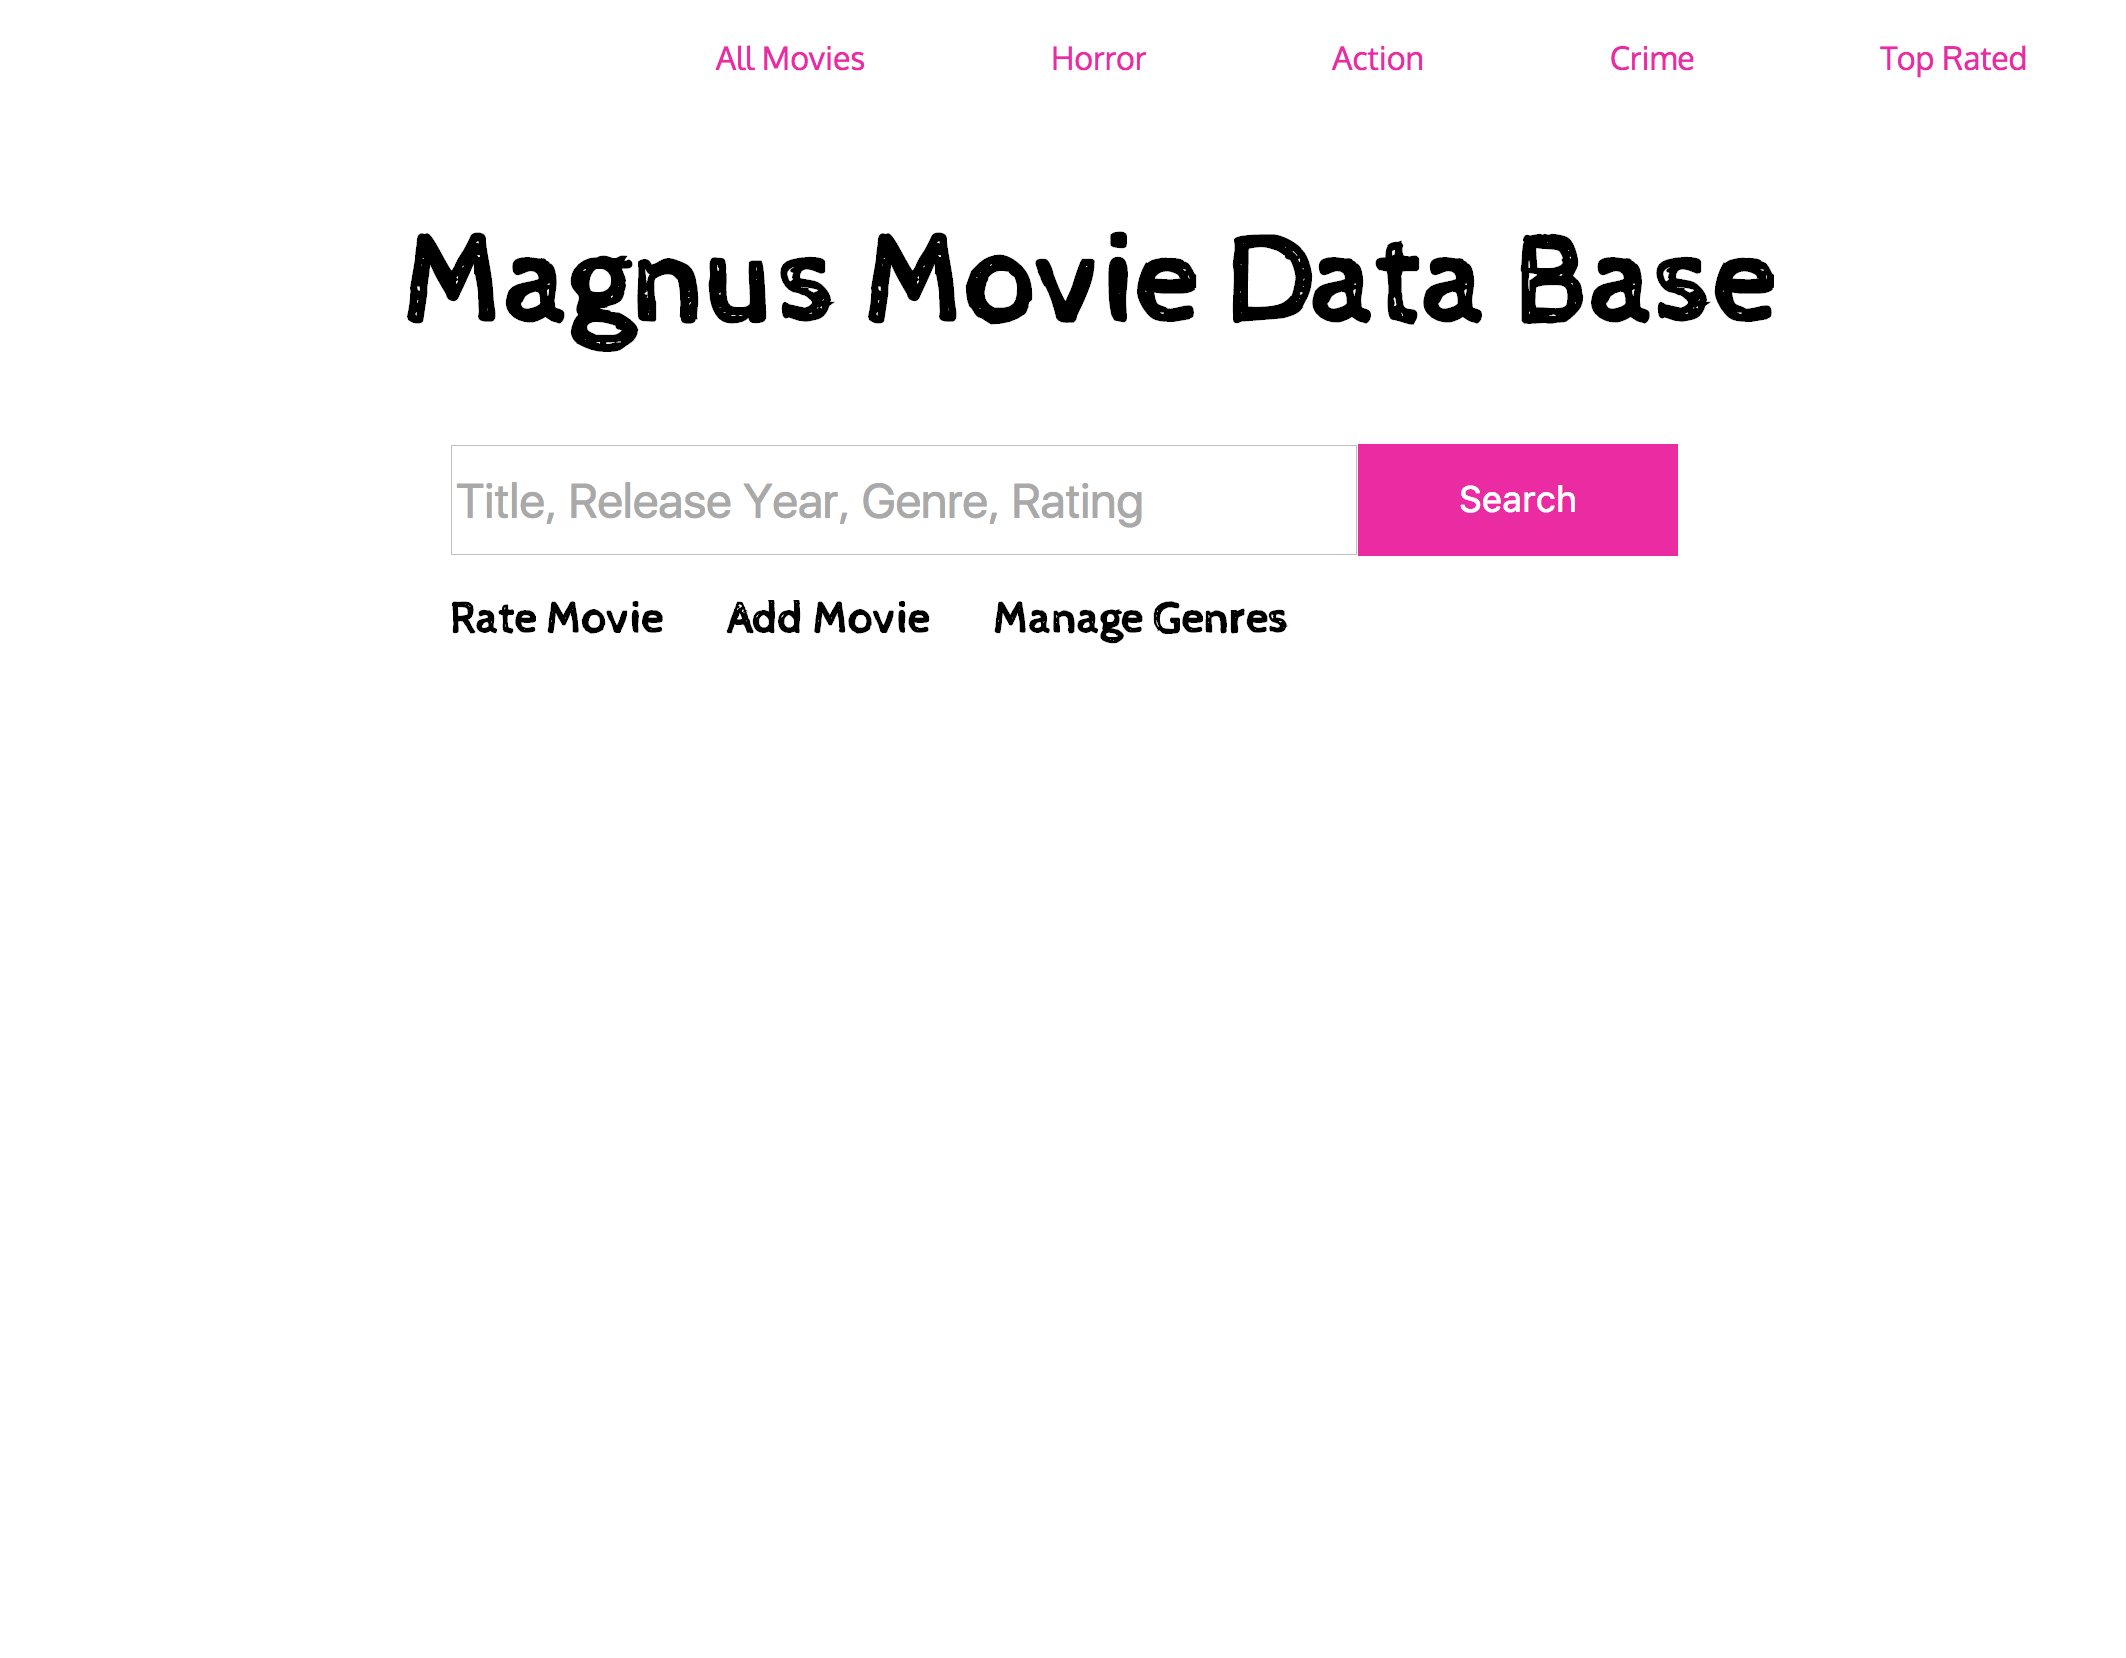 All Movies Horror Action Crime Top Rated
Magnus Movie Data Base
Title, Release Year, Genre, Rating Search
Rate Movie Add Movie Manage Genres